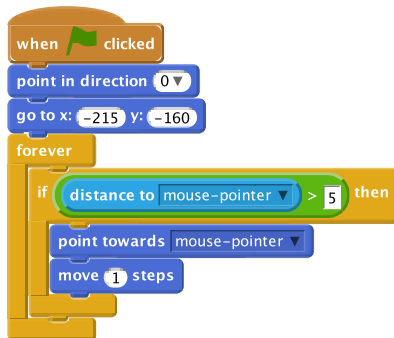 when clicked
point in direction 0
go to x: -215 y: -160
forever
if distance to mouse-pointer > 5 then
point towards mouse-pointer
move 1 steps